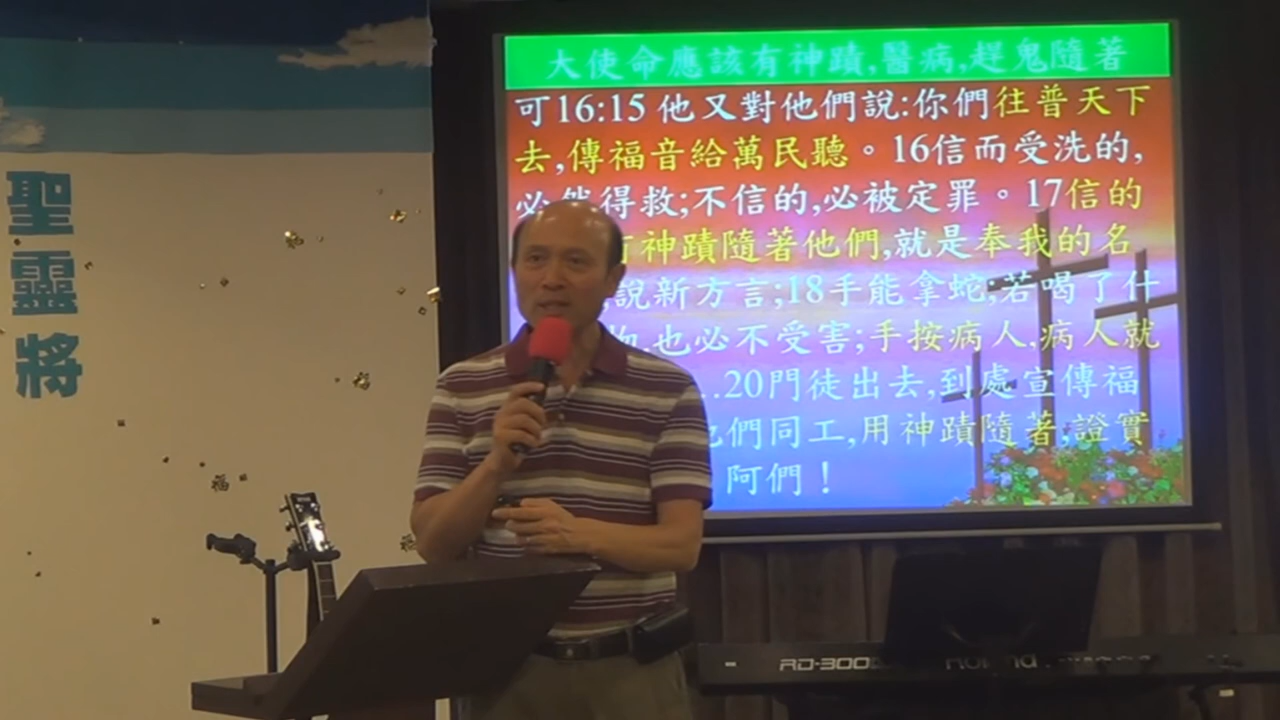 大使命應該有神蹟,醫病,趕鬼隨著
可16:15 他又對他們說:你們往普天下
去,傳福音給萬民聽。16信而受洗的,
必然得救;不信的,必被定罪。17信的
神蹟隨著他們,就是奉我的名
說新方言;18手能拿蛇;若喝了什
也必不受害;手按病人,病人就
..20門徒出去,到處宣傳福
們同工,用神蹟隨著,證實
阿們!
聖靈將
福
RD-300
Roland